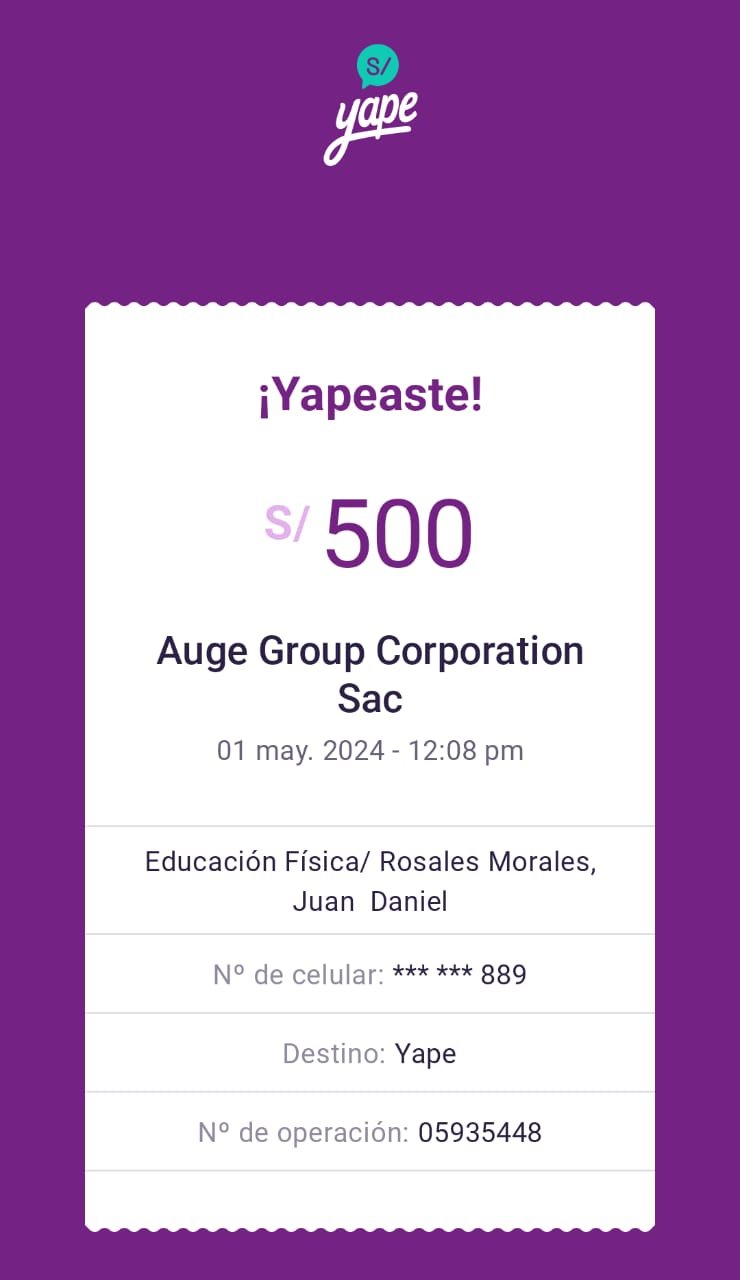 S/
yape
¡Yapeaste!
S/ 500
Auge Group Corporation
Sac
01 may. 2024 - 12:08 pm
Educación Física/ Rosales Morales,
Juan  Daniel
Nº de celular: *** *** 889
Destino: Yape
Nº de operación: 05935448